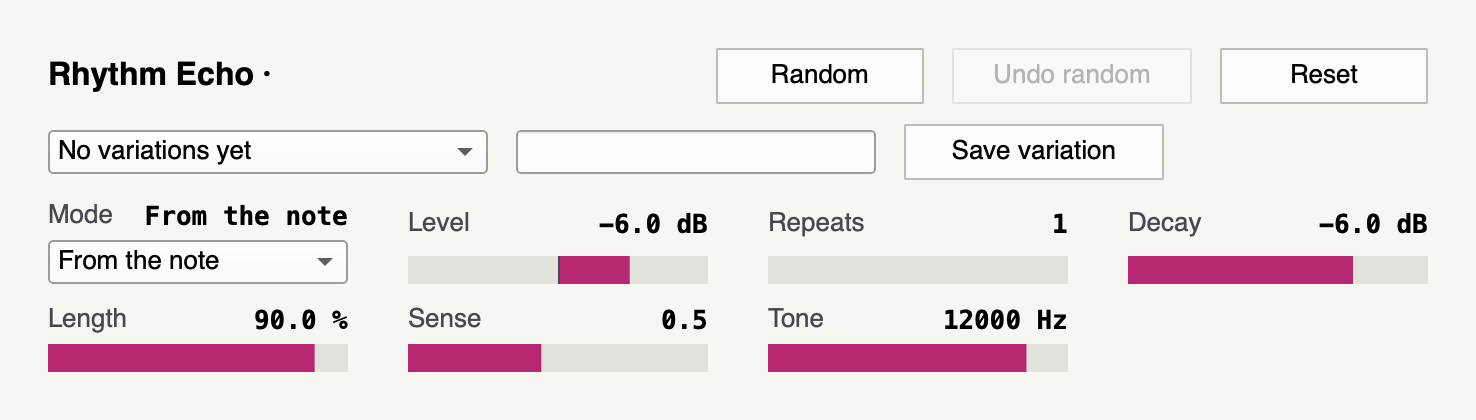 Rhythm Echo ·
Random
Undo random
Reset
No variations yet
Save variation
Mode From the note
Level −6.0 dB
Repeats 1
Decay −6.0 dB
From the note
Length 90.0 %
Sense 0.5
Tone 12000 Hz